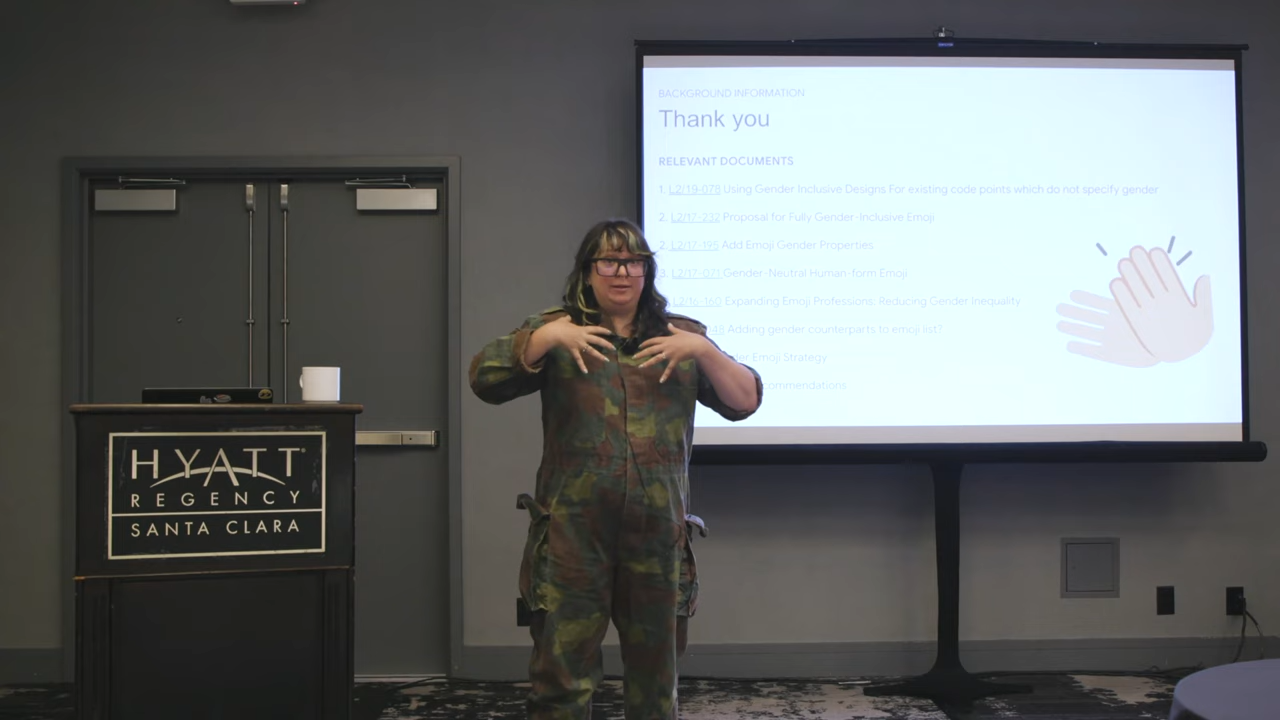 BACKGROUND INFORMATION
Thank you
RELEVANT DOCUMENTS
1. L2/19-078 Using Gender Inclusive Designs For existing code points which do not specify gender
2. L2/17-232 Proposal for Fully Gender-Inclusive Emoji
2. L2/17-195 Add Emoji Gender Properties
3. L2/17-071 Gender-Neutral Human-form Emoji
L2/16-160 Expanding Emoji Professions: Reducing Gender Inequality
Adding gender counterparts to emoji list?
Emoji Strategy
HYATT
REGENCY
SANTA CLARA